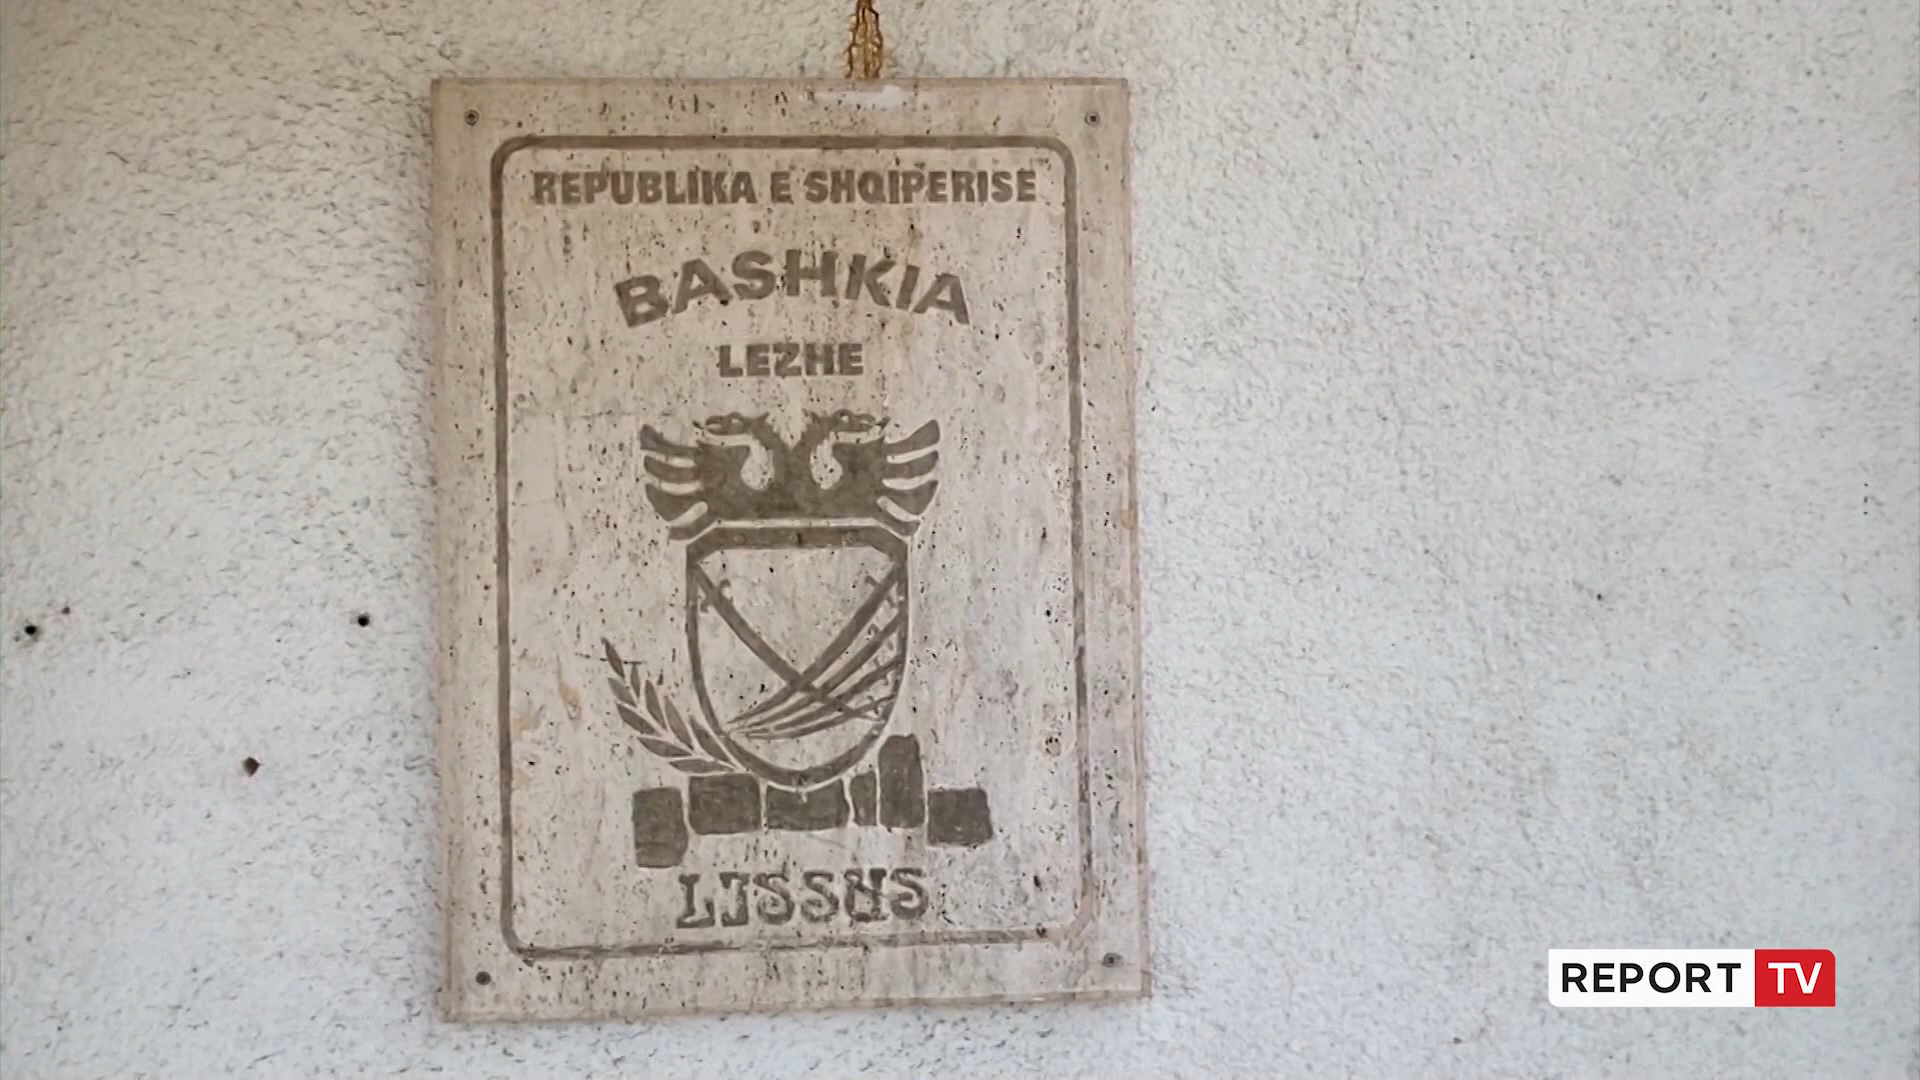 REPUBLIKA E SHQIPERISE
BASHKIA
LEZHE
LISSUS
REPORT TV